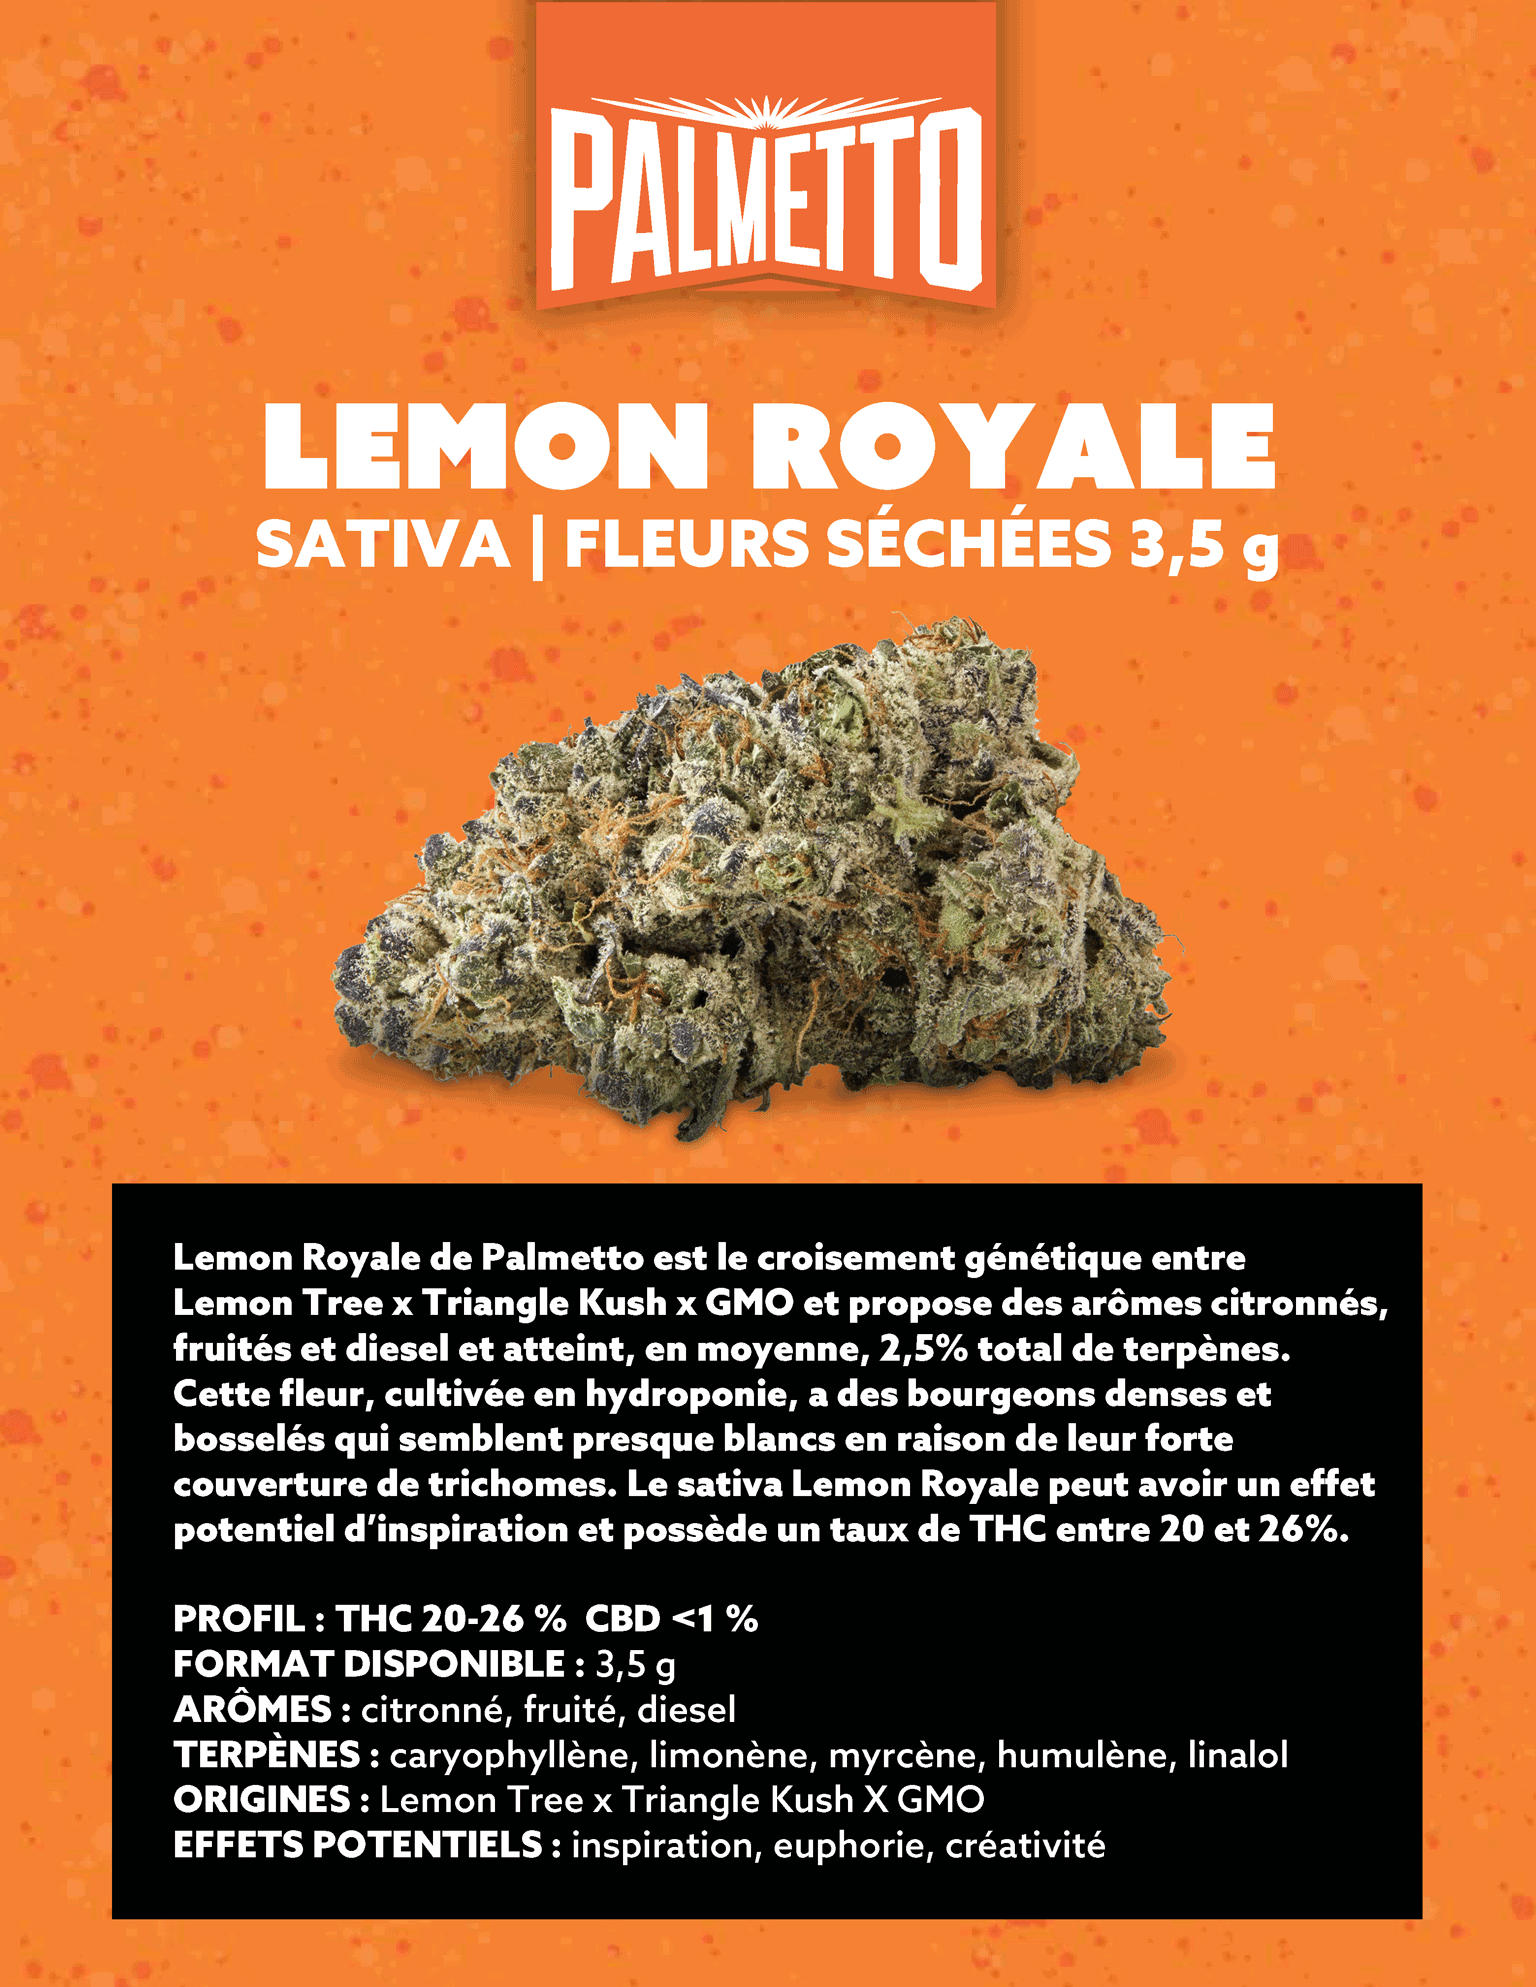 PALMETTO
LEMON ROYALE
SATIVA | FLEURS SÉCHÉES 3,5 g
Lemon Royale de Palmetto est le croisement génétique entre
Lemon Tree x Triangle Kush x GMO et propose des arômes citronnés,
fruités et diesel et atteint, en moyenne, 2,5% total de terpènes.
Cette fleur, cultivée en hydroponie, a des bourgeons denses et
bosselés qui semblent presque blancs en raison de leur forte
couverture de trichomes. Le sativa Lemon Royale peut avoir un effet
potentiel d’inspiration et possède un taux de THC entre 20 et 26%.
PROFIL : THC 20-26 % CBD <1 %
FORMAT DISPONIBLE : 3,5 g
ARÔMES : citronné, fruité, diesel
TERPÈNES : caryophyllène, limonène, myrcène, humulène, linalol
ORIGINES : Lemon Tree x Triangle Kush X GMO
EFFETS POTENTIELS : inspiration, euphorie, créativité